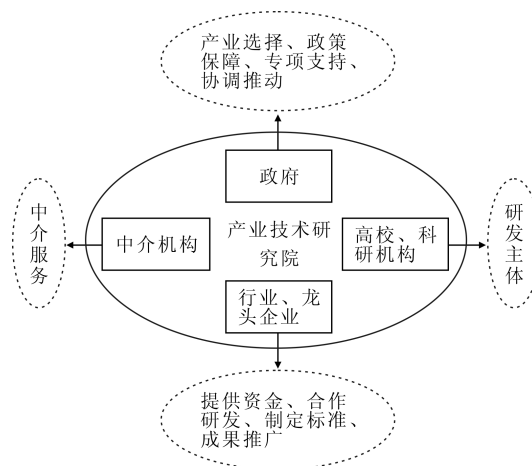 产业选择、政策
保障、专项支持、
协调推动
政府
中介服务
中介机构
产业技术研
究院
高校、科
研机构
研发主体
行业、龙
头企业
提供资金、合作
研发、制定标准、
成果推广